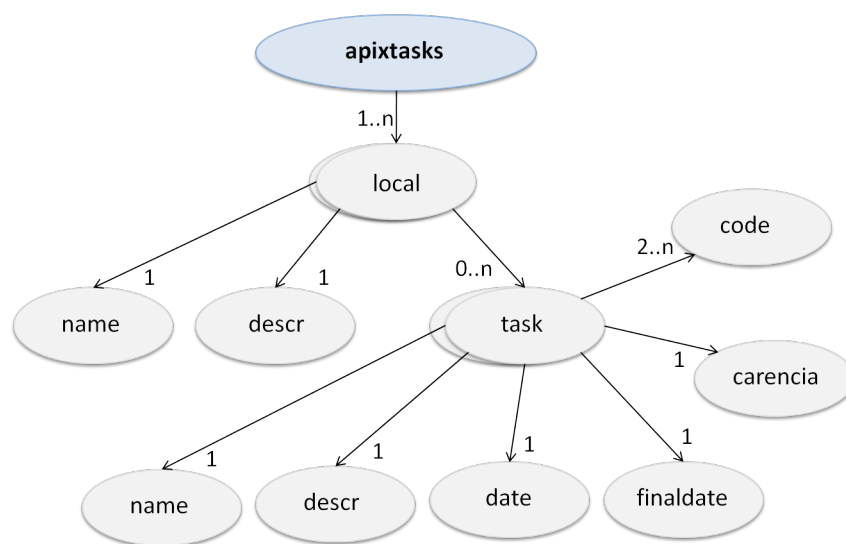 apixtasks
1..n
local
code
2..n
1
1
0..n
name
descr
task
1
carencia
1
1
1
1
name
descr
date
finaldate